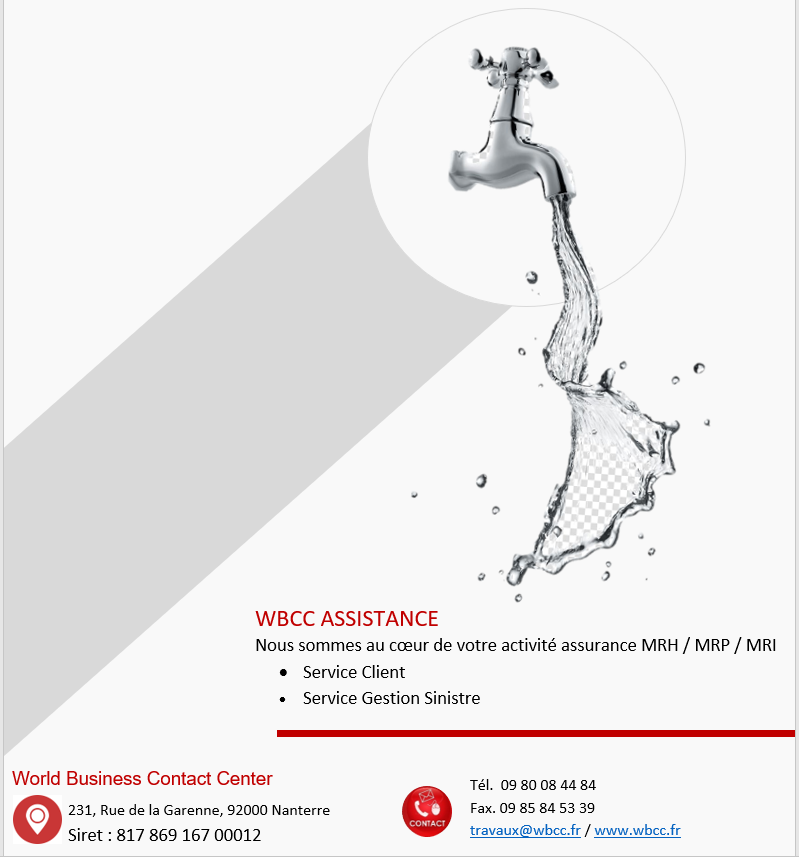 WBCC ASSISTANCE
Nous sommes au cœur de votre activité assurance MRH / MRP / MRI
• Service Client
• Service Gestion Sinistre
World Business Contact Center
231, Rue de la Garenne, 92000 Nanterre
Siret : 817 869 167 00012
CONTACT
Tél. 09 80 08 44 84
Fax. 09 85 84 53 39
travaux@wbcc.fr / www.wbcc.fr